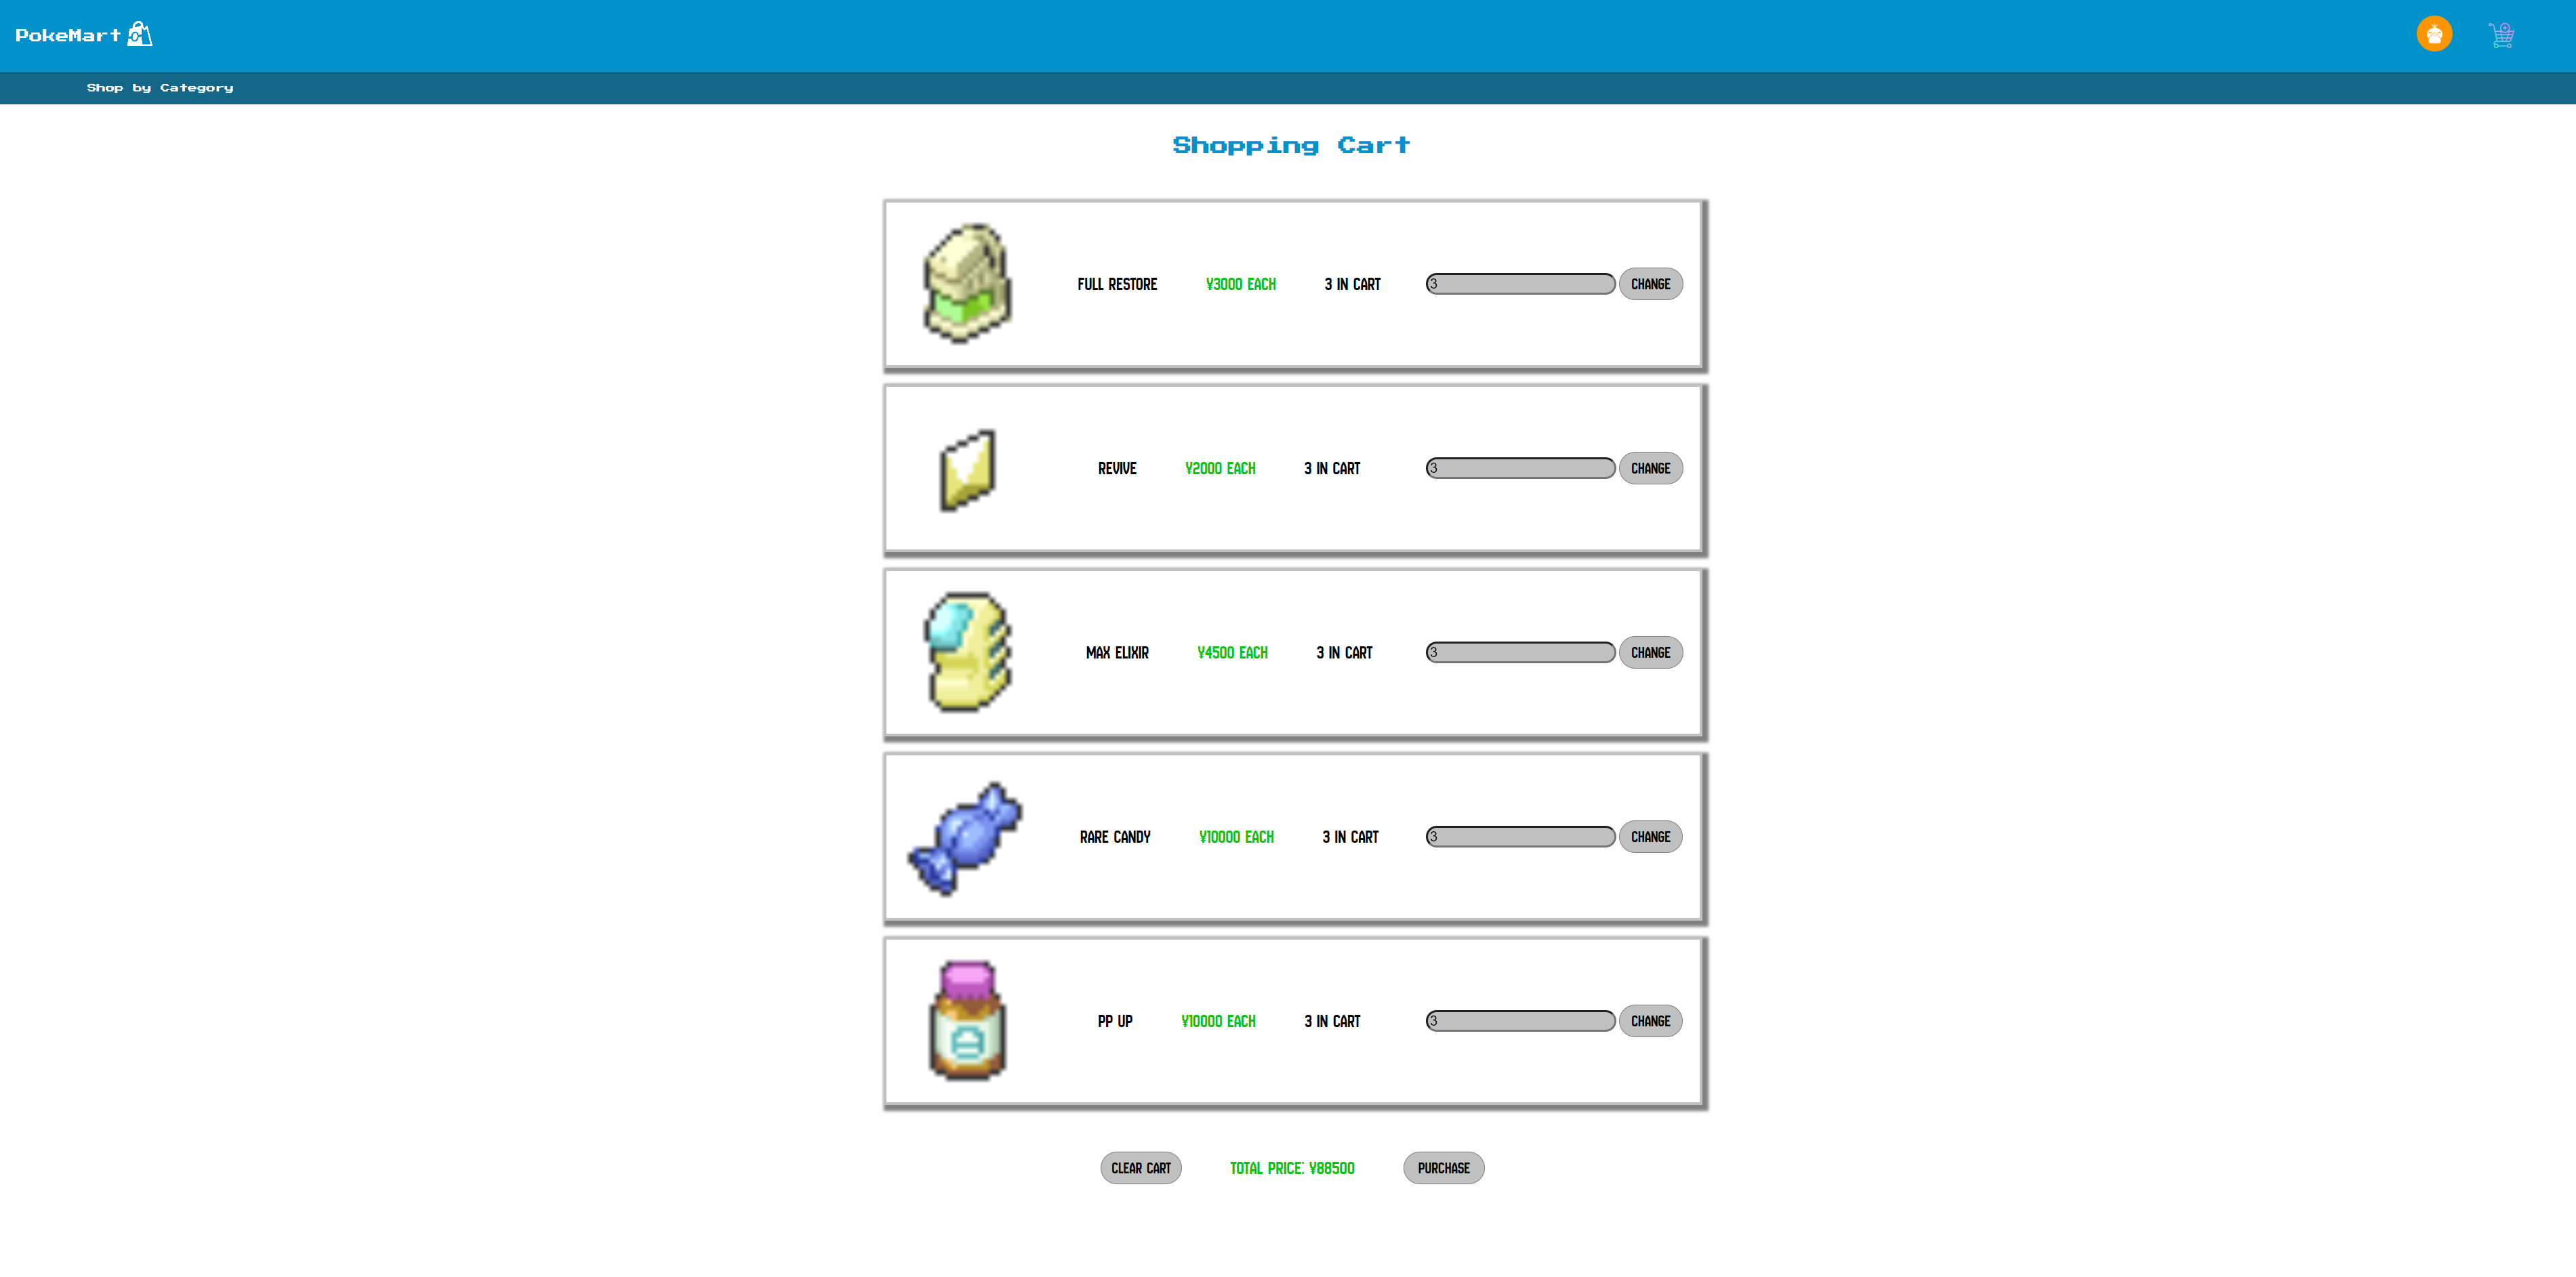 PokeMart
Shop by Category
Shopping Cart
FULL RESTORE ¥3000 EACH 3 IN CART 3 CHANGE
REVIVE ¥2000 EACH 3 IN CART 3 CHANGE
MAX ELIXIR ¥4500 EACH 3 IN CART 3 CHANGE
RARE CANDY ¥10000 EACH 3 IN CART 3 CHANGE
PP UP ¥10000 EACH 3 IN CART 3 CHANGE
CLEAR CART TOTAL PRICE: ¥88500 PURCHASE